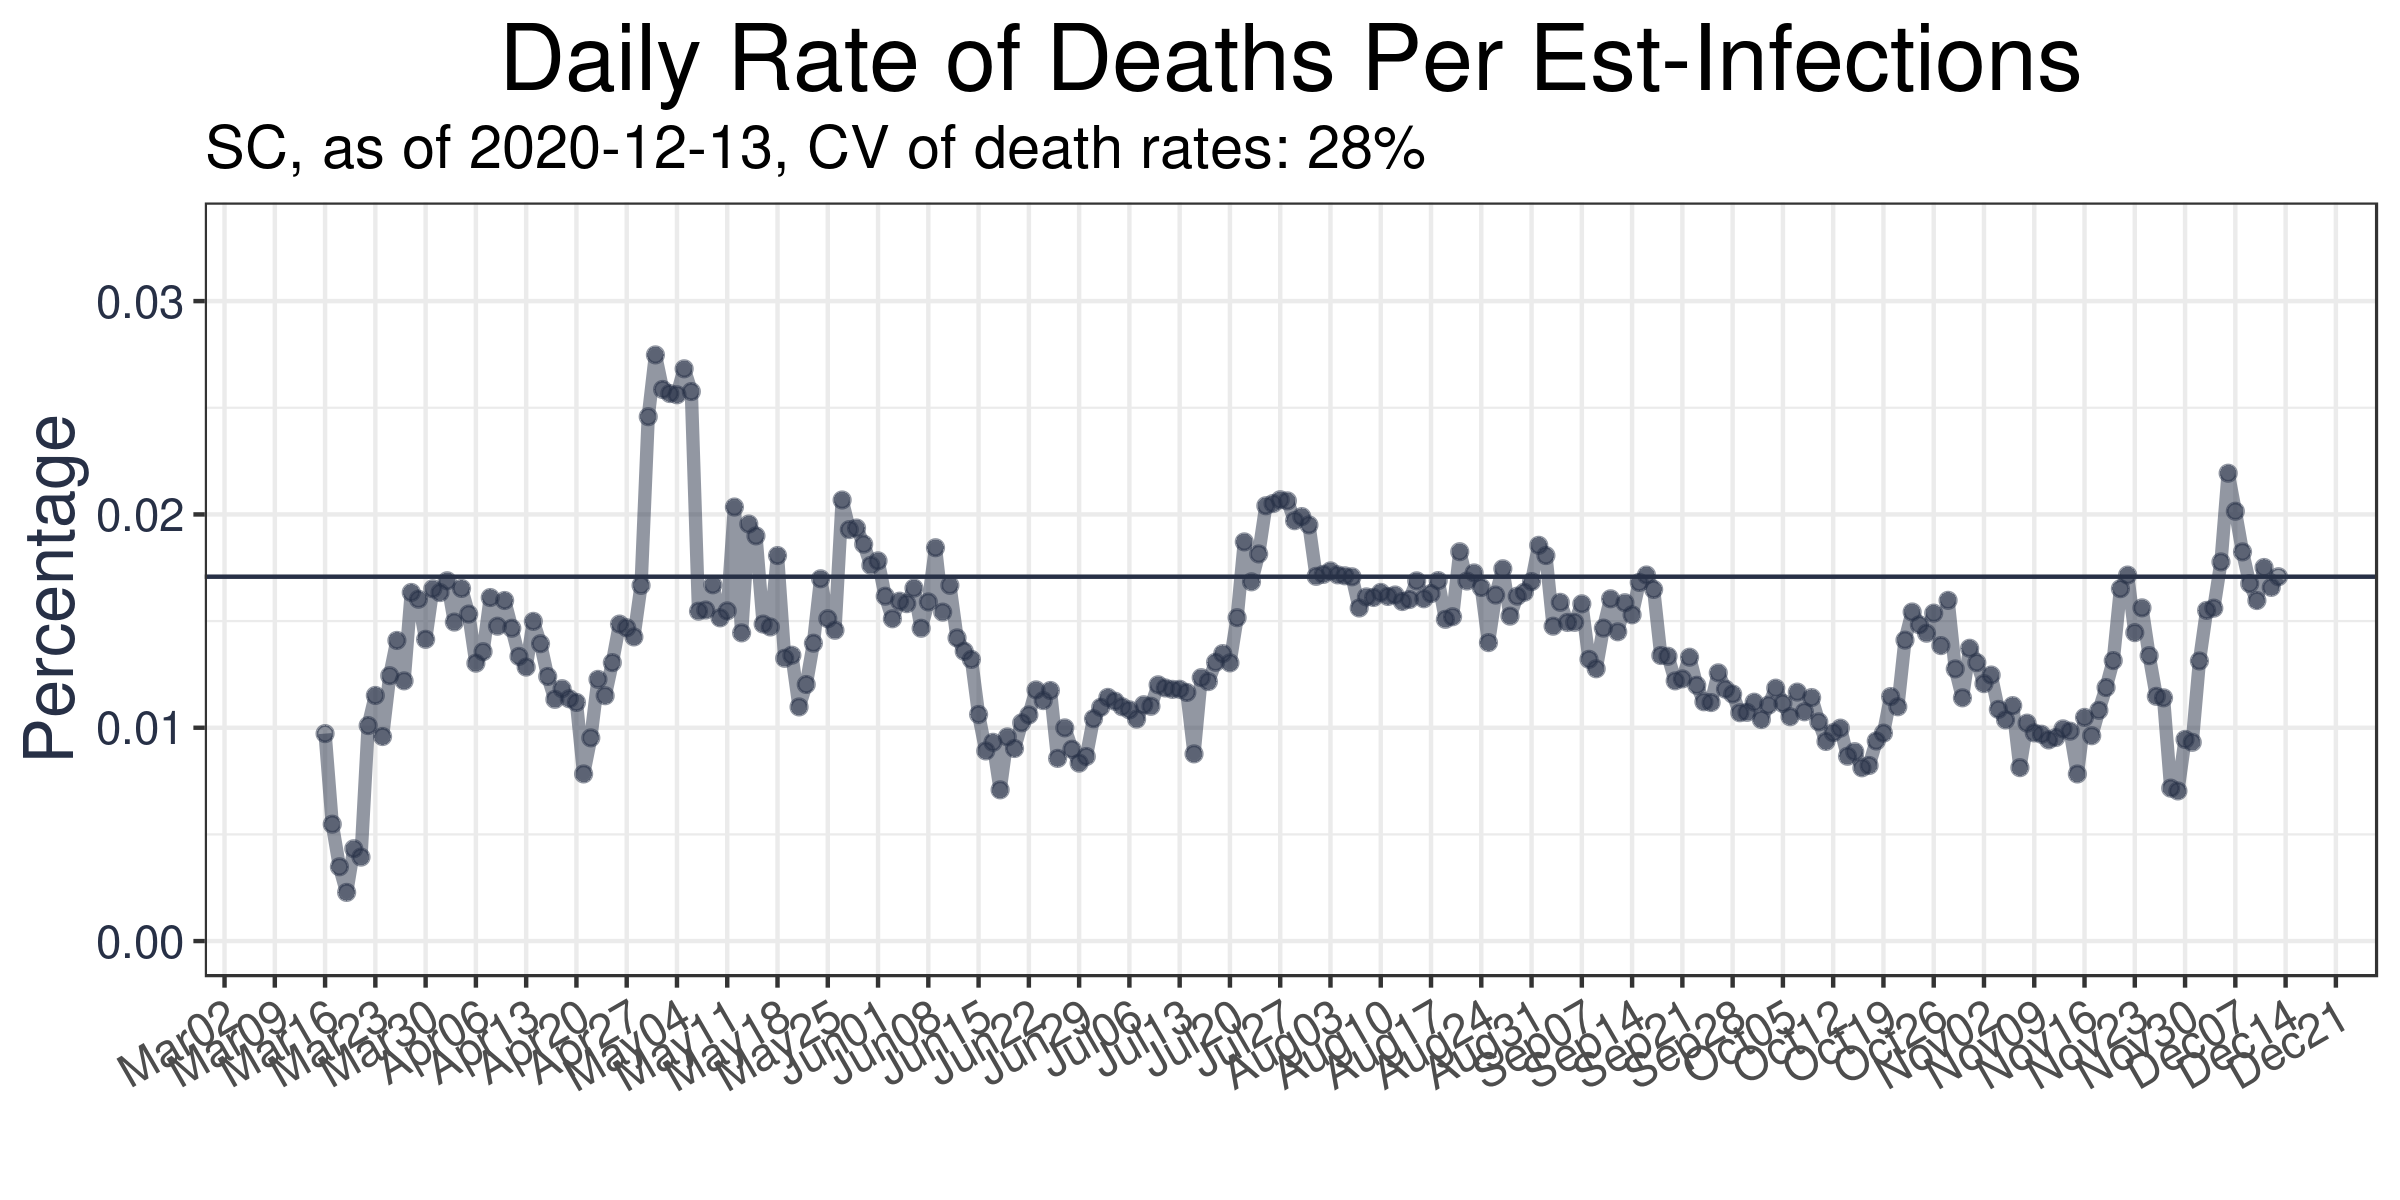 Daily Rate of Deaths Per Est-Infections
SC, as of 2020-12-13, CV of death rates: 28%
Percentage
0.03
0.02
0.01
0.00
Mar02
Mar09
Mar16
Mar23
Mar30
Apr06
Apr13
Apr20
Apr27
May04
May11
May18
May25
Jun01
Jun08
Jun15
Jun22
Jun29
Jul06
Jul13
Jul20
Jul27
Aug03
Aug10
Aug17
Aug24
Aug31
Sep07
Sep14
Sep21
Sep28
Oct05
Oct12
Oct19
Oct26
Nov02
Nov09
Nov16
Nov23
Nov30
Dec07
Dec14
Dec21